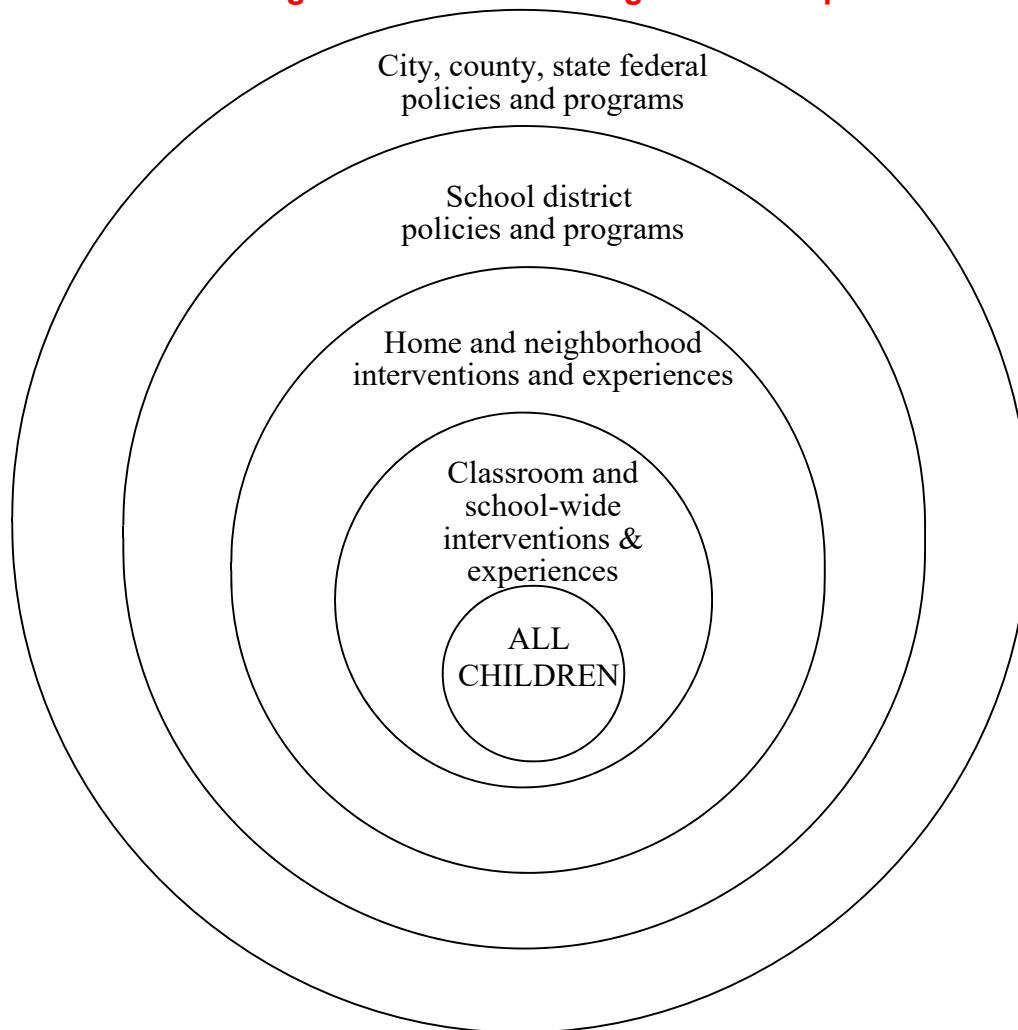 City, county, state federal
policies and programs
School district
policies and programs
Home and neighborhood
interventions and experiences
Classroom and
school-wide
interventions &
experiences
ALL
CHILDREN